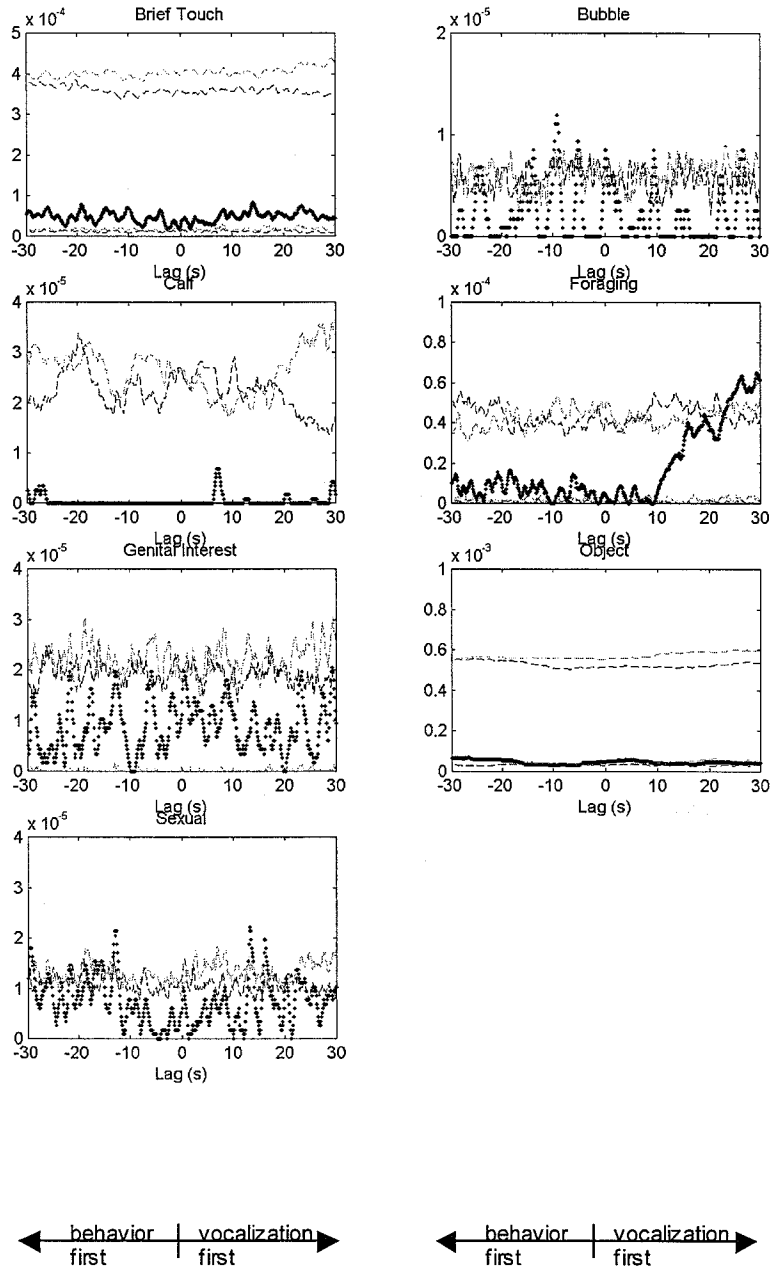 Brief Touch
x 10-4
5
4
3
2
1
0
-30 -20 -10 0 10 20 30
Lag (s)
Bubble
x 10-5
2
1
0
-30 -20 -10 0 10 20 30
Lag (s)
Calf
x 10-5
4
3
2
1
0
-30 -20 -10 0 10 20 30
Lag (s)
Foraging
x 10-4
1
0.8
0.6
0.4
0.2
0
-30 -20 -10 0 10 20 30
Lag (s)
Genital Interest
x 10-5
4
3
2
1
0
-30 -20 -10 0 10 20 30
Lag (s)
Object
x 10-3
1
0.8
0.6
0.4
0.2
0
-30 -20 -10 0 10 20 30
Lag (s)
Sexual
x 10-5
4
3
2
1
0
-30 -20 -10 0 10 20 30
Lag (s)
behavior first
vocalization first
behavior first
vocalization first